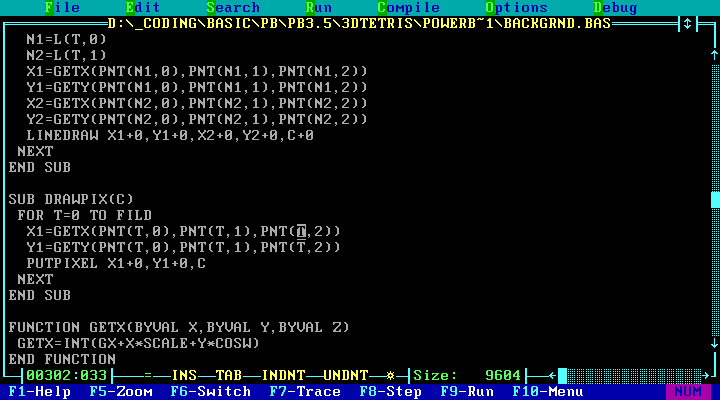 File Edit Search Run Compile Options Debug
D:\_CODING\BASIC\PB\PB3.5\3DTETRIS\POWERB~1\BACKGRND.BAS
N1=L(T,0)
N2=L(T,1)
X1=GETX(PNT(N1,0),PNT(N1,1),PNT(N1,2))
Y1=GETY(PNT(N1,0),PNT(N1,1),PNT(N1,2))
X2=GETX(PNT(N2,0),PNT(N2,1),PNT(N2,2))
Y2=GETY(PNT(N2,0),PNT(N2,1),PNT(N2,2))
LINEDRAW X1+0,Y1+0,X2+0,Y2+0,C+0
NEXT
END SUB
SUB DRAWPIX(C)
FOR T=0 TO FILD
X1=GETX(PNT(T,0),PNT(T,1),PNT(T,2))
Y1=GETY(PNT(T,0),PNT(T,1),PNT(T,2))
PUTPIXEL X1+0,Y1+0,C
NEXT
END SUB
FUNCTION GETX(BYVAL X,BYVAL Y,BYVAL Z)
GETX=INT(GX+X*SCALE+Y*COSW)
END FUNCTION
00302:033 INS TAB INDNT UNDNT Size: 9604
F1-Help F5-Zoom F6-Switch F7-Trace F8-Step F9-Run F10-Menu NUM